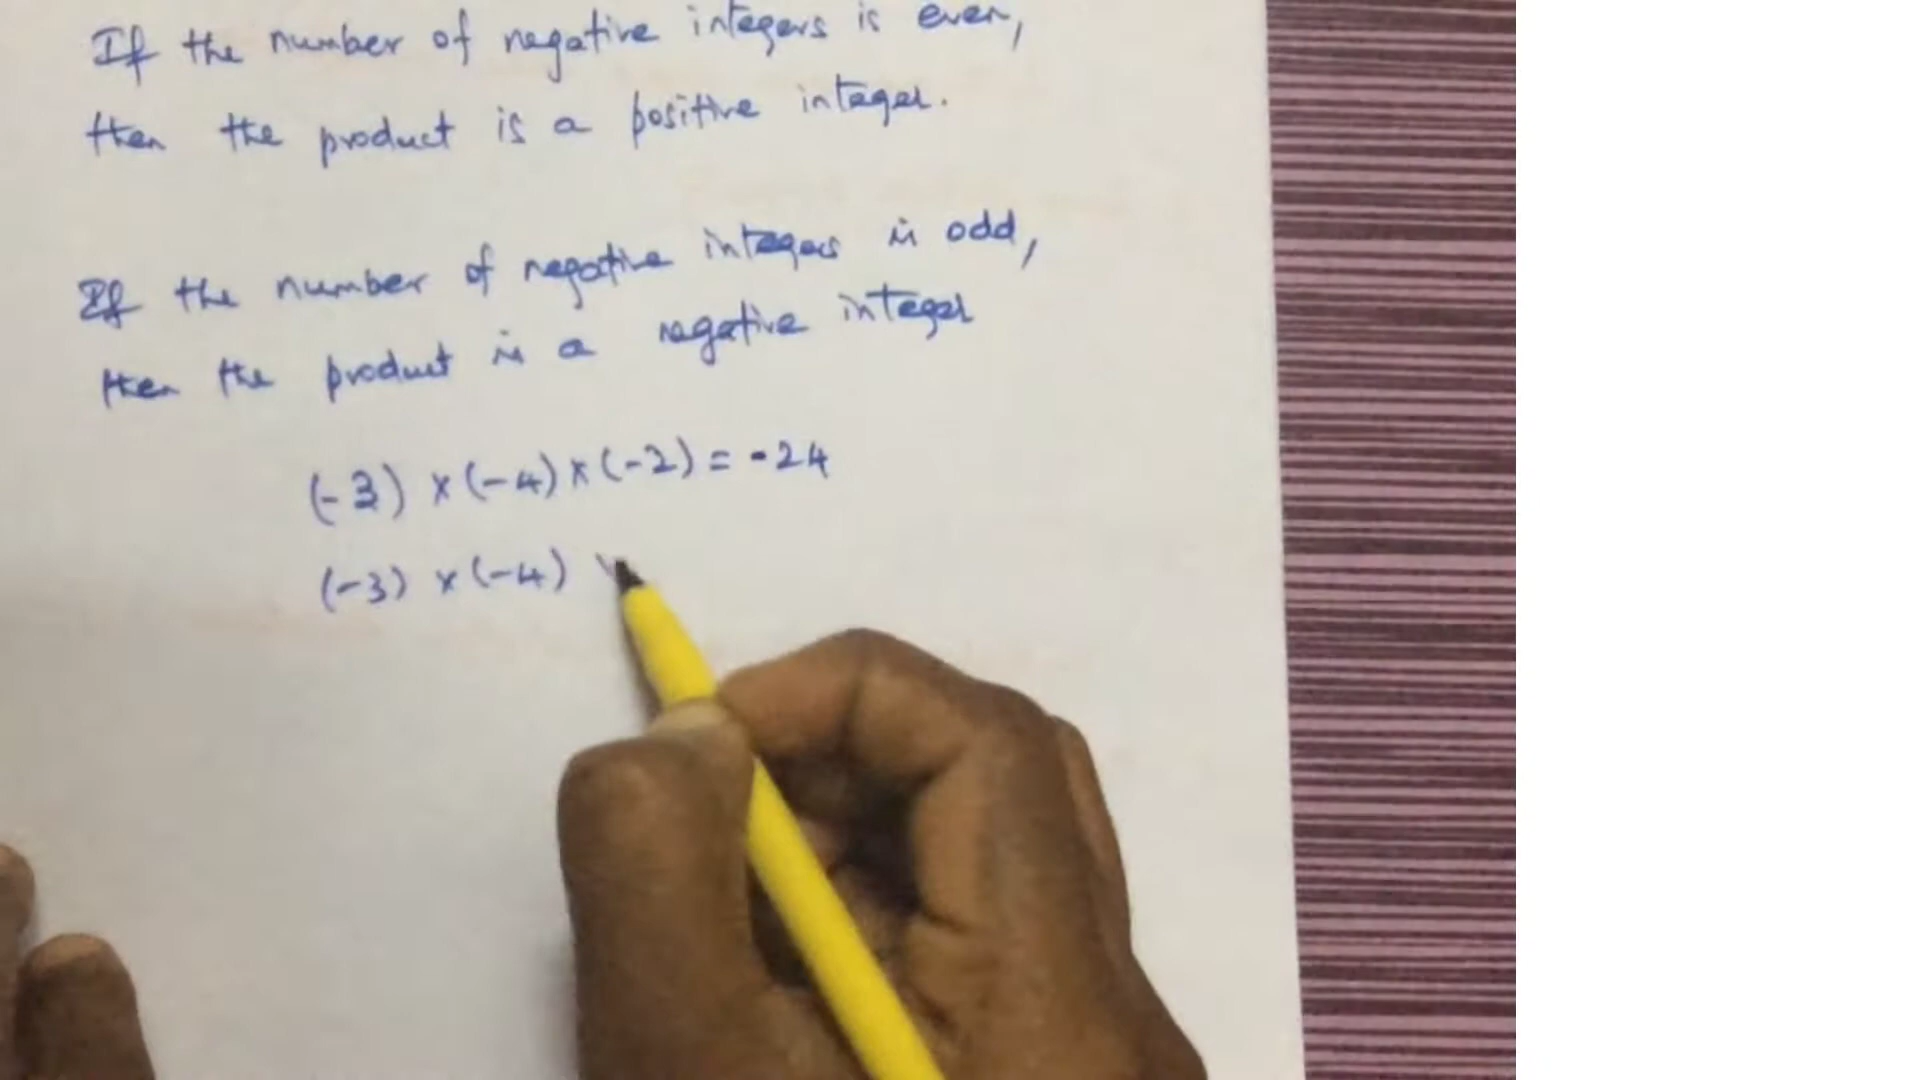 If the number of negative integers is even,
then the product is a positive integer.
If the number of negative integers is odd,
then the product is a negative integer
(-3) × (-4) × (-2) = -24
(-3) × (-4)